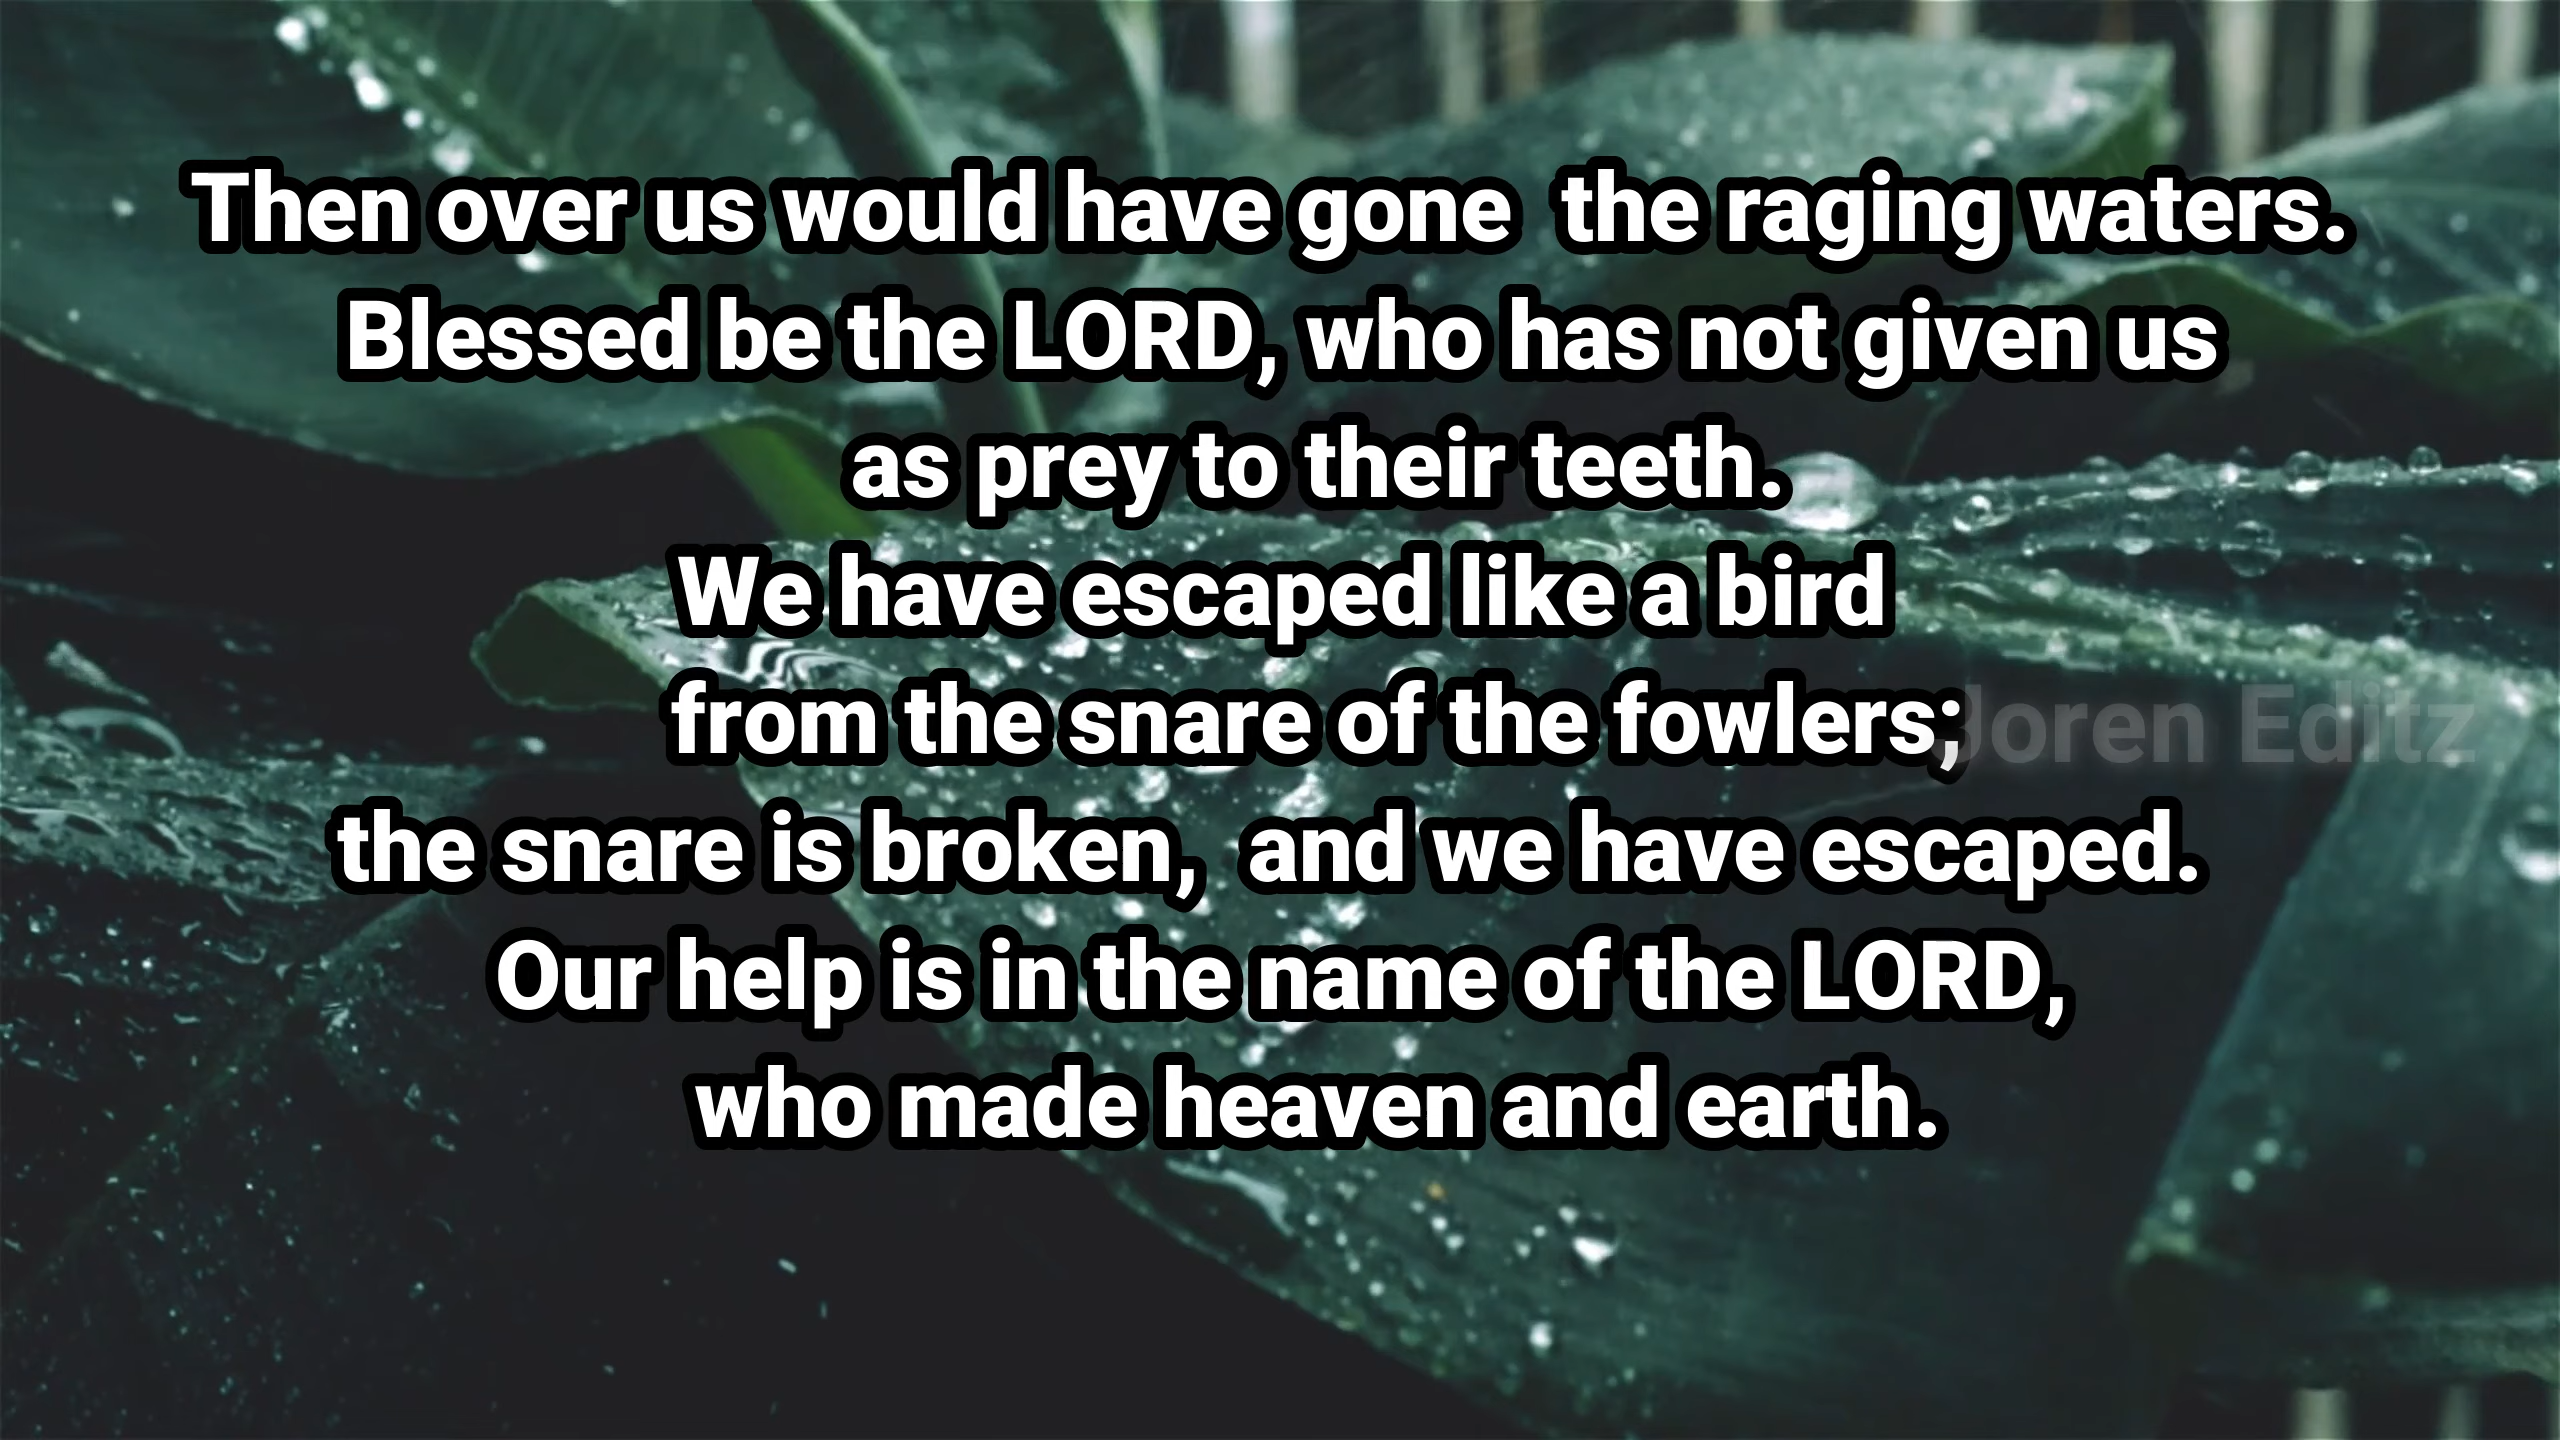 Then over us would have gone  the raging waters.
Blessed be the LORD, who has not given us
as prey to their teeth.
We have escaped like a bird
from the snare of the fowlers;
Joren Editz
the snare is broken,  and we have escaped.
Our help is in the name of the LORD,
who made heaven and earth.